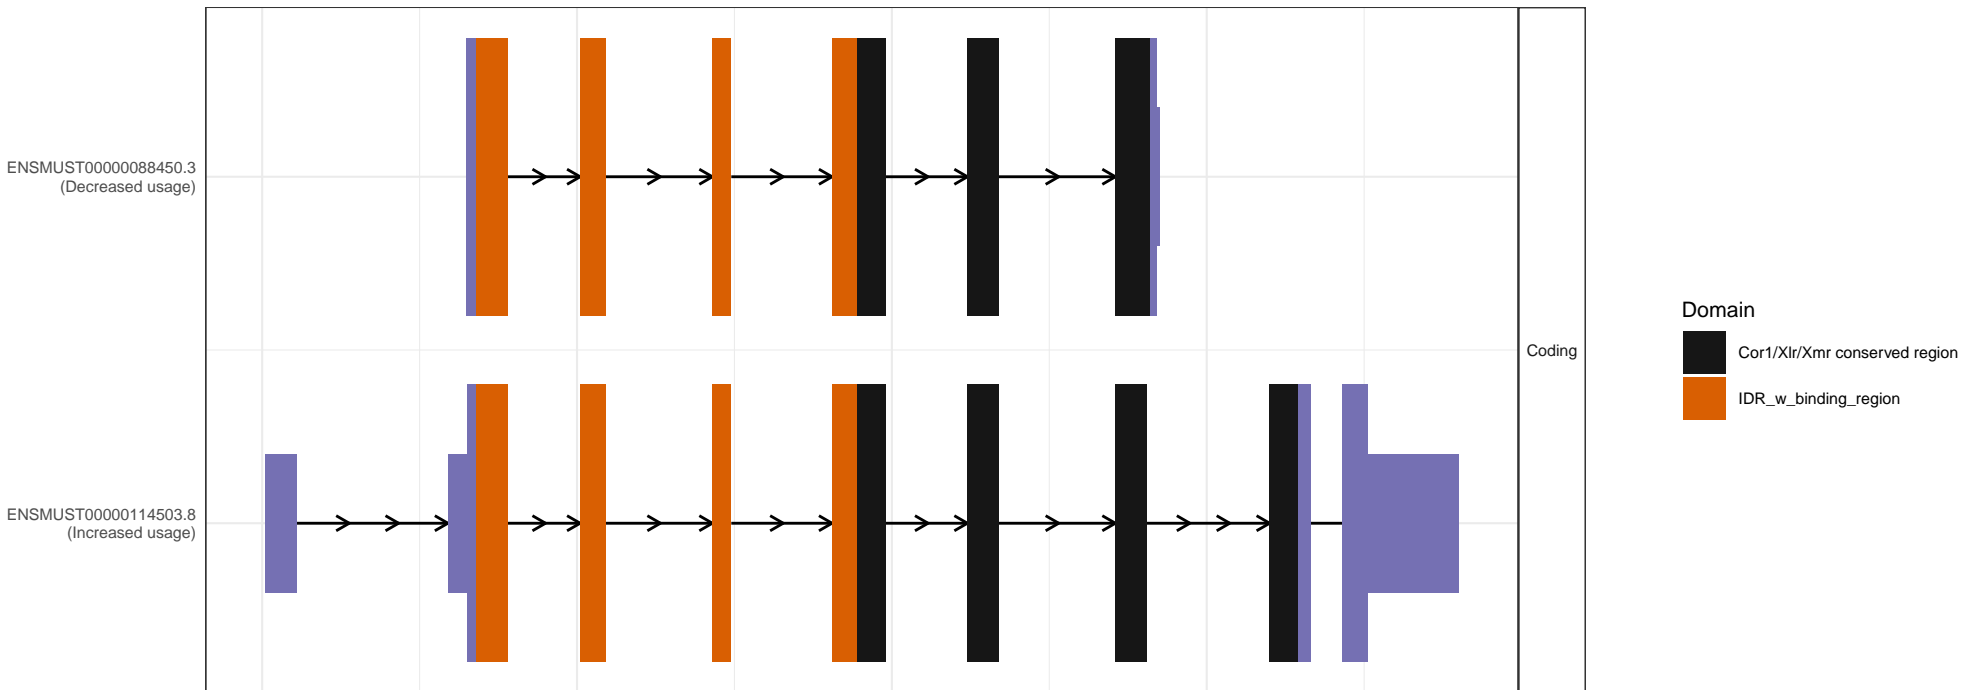 ENSMUST00000088450.3
(Decreased usage)
Coding
ENSMUST00000114503.8
(Increased usage)
Domain
Cor1/Xlr/Xmr conserved region
IDR_w_binding_region